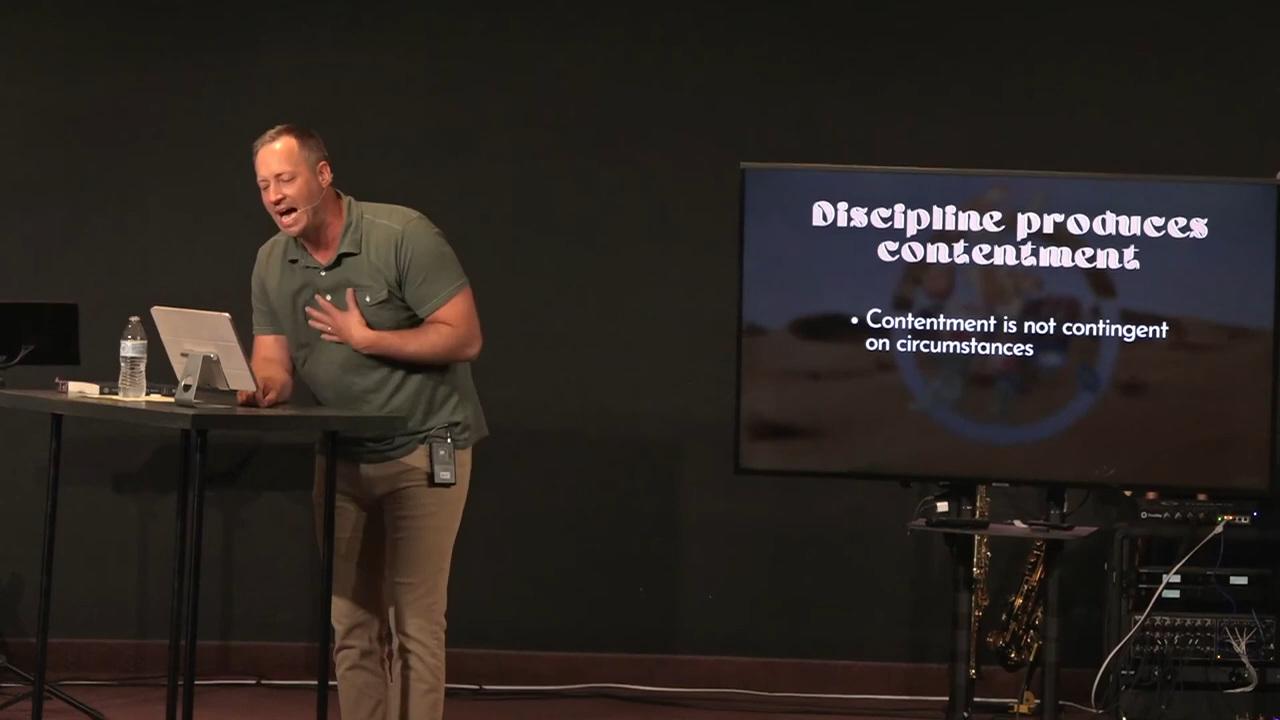 Discipline produces
contentment
• Contentment is not contingent
on circumstances